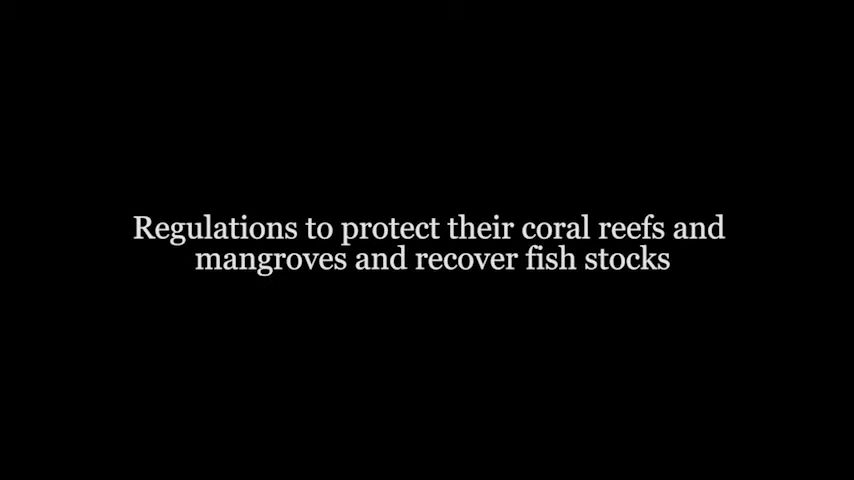 Regulations to protect their coral reefs and
mangroves and recover fish stocks